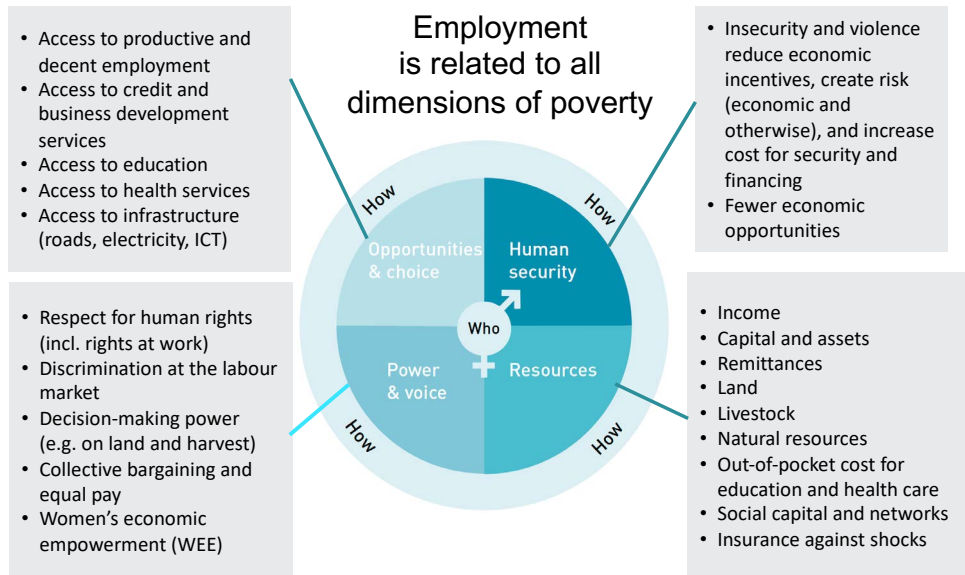 Employment
is related to all
dimensions of poverty
• Access to productive and
decent employment
• Access to credit and
business development
services
• Access to education
• Access to health services
• Access to infrastructure
(roads, electricity, ICT)
• Insecurity and violence
reduce economic
incentives, create risk
(economic and
otherwise), and increase
cost for security and
financing
• Fewer economic
opportunities
How
How
Opportunities
& choice
Human
security
Who
Power
& voice
Resources
How
How
• Respect for human rights
(incl. rights at work)
• Discrimination at the labour
market
• Decision-making power
(e.g. on land and harvest)
• Collective bargaining and
equal pay
• Women’s economic
empowerment (WEE)
• Income
• Capital and assets
• Remittances
• Land
• Livestock
• Natural resources
• Out-of-pocket cost for
education and health care
• Social capital and networks
• Insurance against shocks